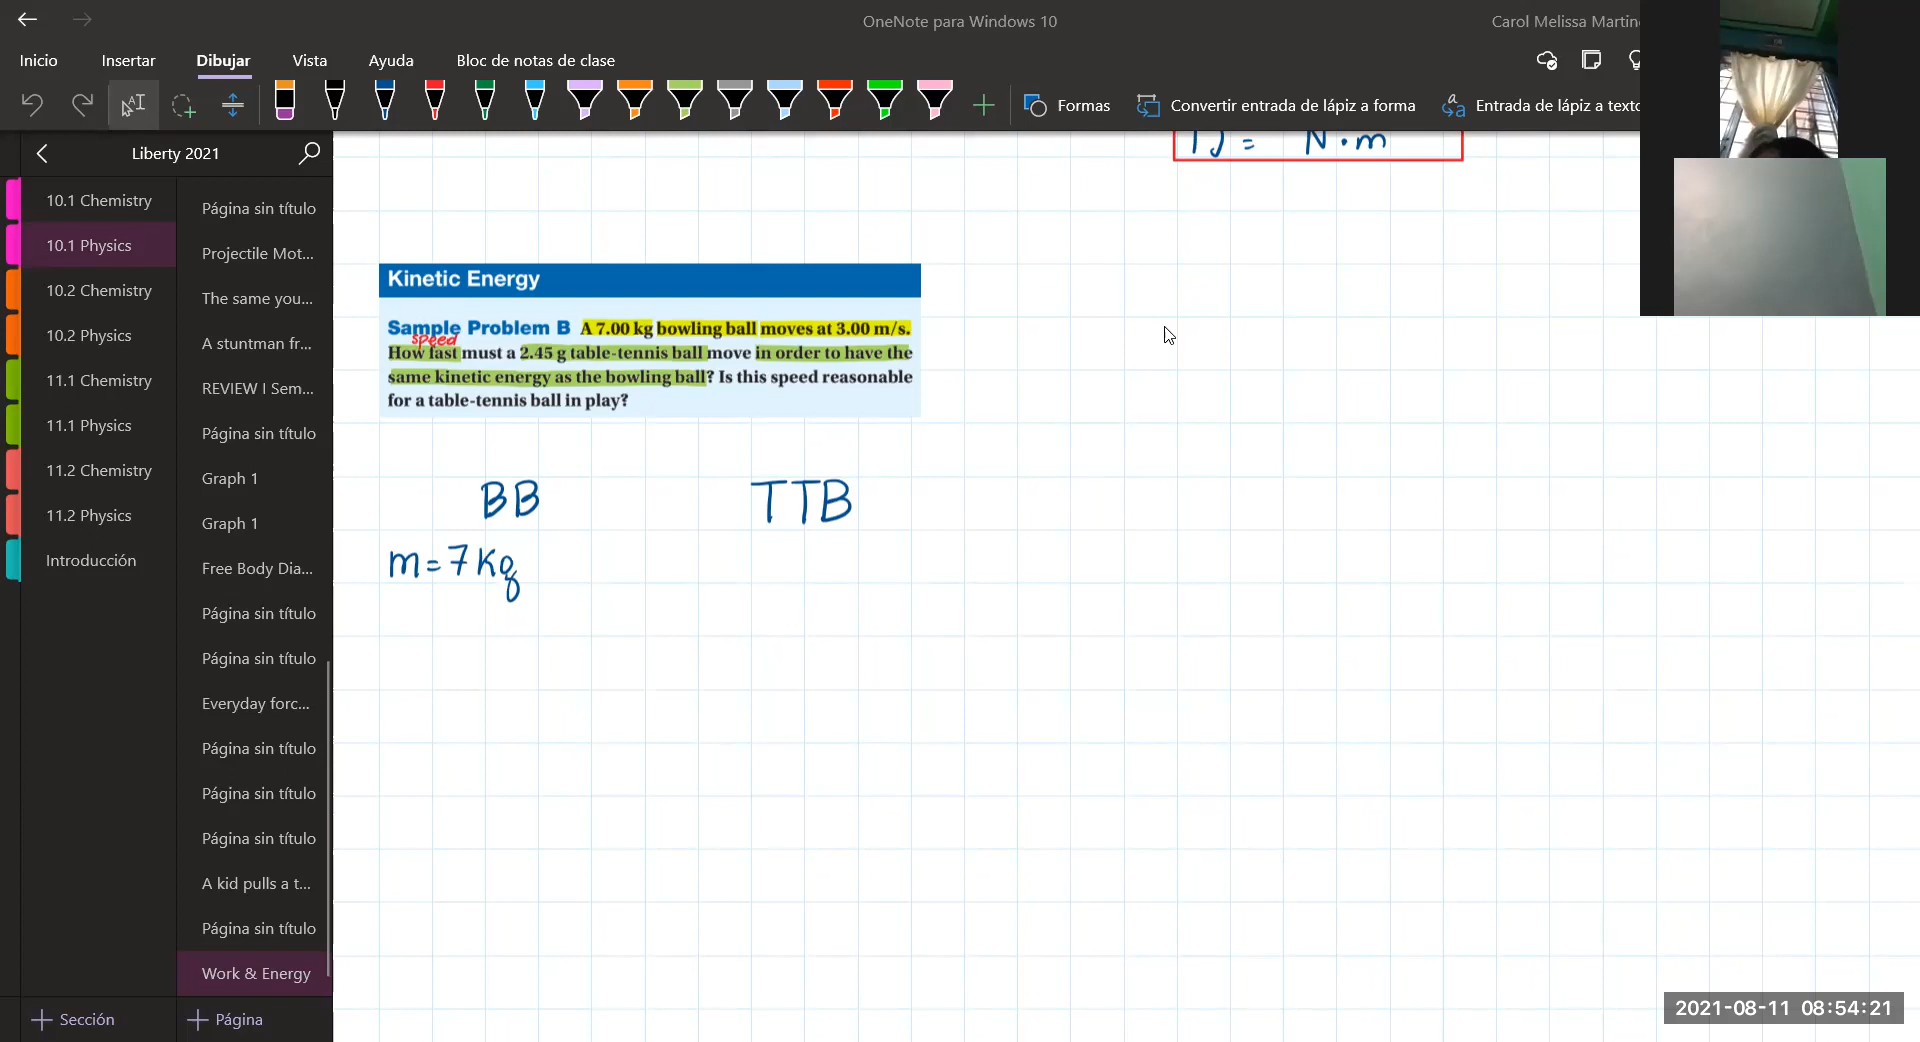 OneNote para Windows 10
Carol Melissa Martin
Inicio Insertar Dibujar Vista Ayuda Bloc de notas de clase
Formas Convertir entrada de lápiz a forma Entrada de lápiz a texto
Liberty 2021
10.1 Chemistry
10.1 Physics
10.2 Chemistry
10.2 Physics
11.1 Chemistry
11.1 Physics
11.2 Chemistry
11.2 Physics
Introducción
Sección
Página sin título
Projectile Mot...
The same you...
A stuntman fr...
REVIEW I Sem...
Página sin título
Graph 1
Graph 1
Free Body Dia...
Página sin título
Página sin título
Everyday forc...
Página sin título
Página sin título
Página sin título
A kid pulls a t...
Página sin título
Work & Energy
Página
1J = N·m
Kinetic Energy
Sample Problem B A 7.00 kg bowling ball moves at 3.00 m/s.
speed
How fast must a 2.45 g table-tennis ball move in order to have the
same kinetic energy as the bowling ball? Is this speed reasonable
for a table-tennis ball in play?
BB TTB
m = 7 Kg
2021-08-11 08:54:21